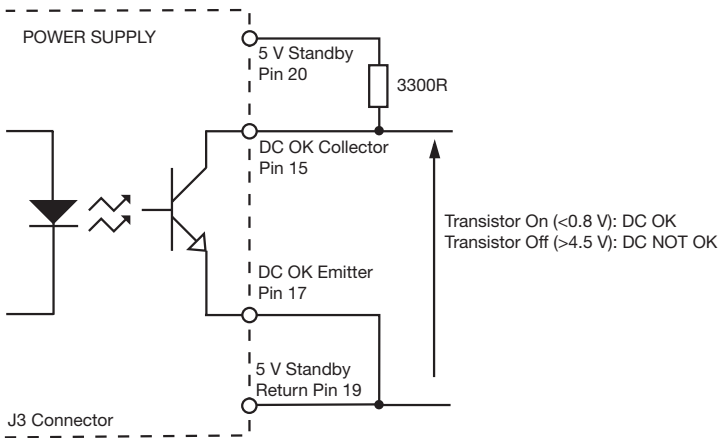 POWER SUPPLY
5 V Standby
Pin 20
3300R
DC OK Collector
Pin 15
Transistor On (<0.8 V): DC OK
Transistor Off (>4.5 V): DC NOT OK
DC OK Emitter
Pin 17
5 V Standby
Return Pin 19
J3 Connector